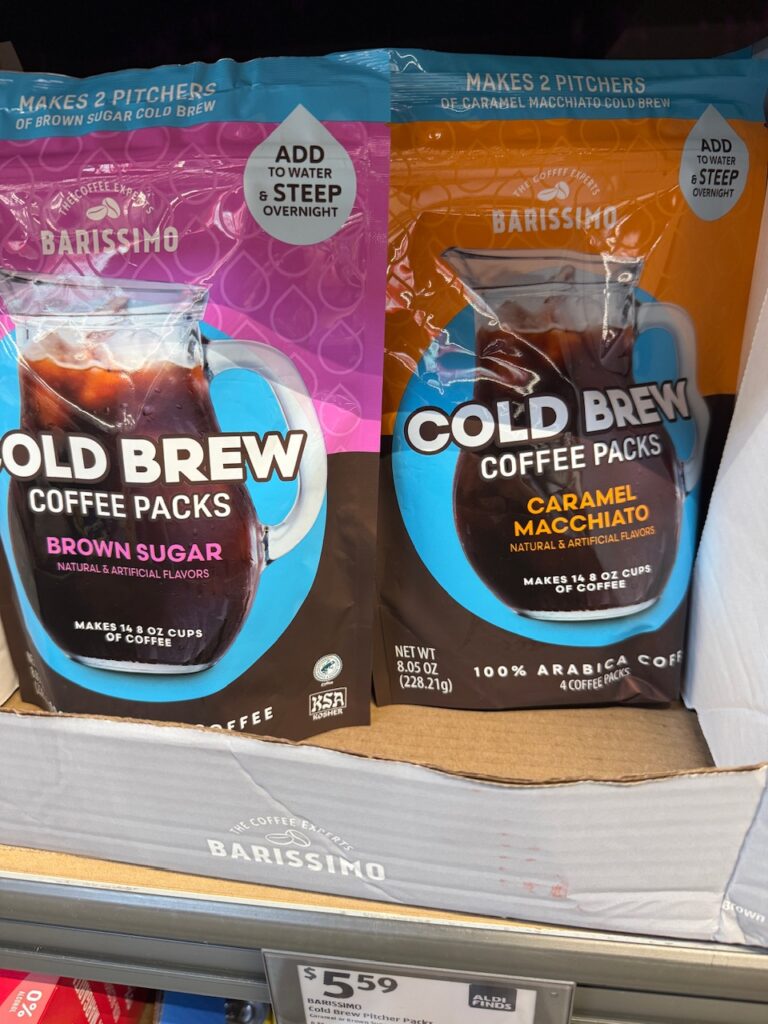 MAKES 2 PITCHERS
OF BROWN SUGAR COLD BREW
ADD
TO WATER
& STEEP
OVERNIGHT
THE COFFEE EXPERTS
BARISSIMO
OLD BREW
COFFEE PACKS
BROWN SUGAR
NATURAL & ARTIFICIAL FLAVORS
MAKES 14 8 OZ CUPS
OF COFFEE
KSA
KOSHER
OFFEE
MAKES 2 PITCHERS
OF CARAMEL MACCHIATO COLD BREW
ADD
TO WATER
& STEEP
OVERNIGHT
THE COFFEE EXPERTS
BARISSIMO
COLD BREW
COFFEE PACKS
CARAMEL
MACCHIATO
NATURAL & ARTIFICIAL FLAVORS
MAKES 14 8 OZ CUPS
OF COFFEE
NET WT
8.05 OZ
(228.21g)
100% ARABICA COF
4 COFFEE PACKS
THE COFFEE EXPERTS
BARISSIMO
Brown
$5.59
BARISSIMO
Cold Brew Pitcher Packs
ALDI
FINDS
0%
ALCOHOL